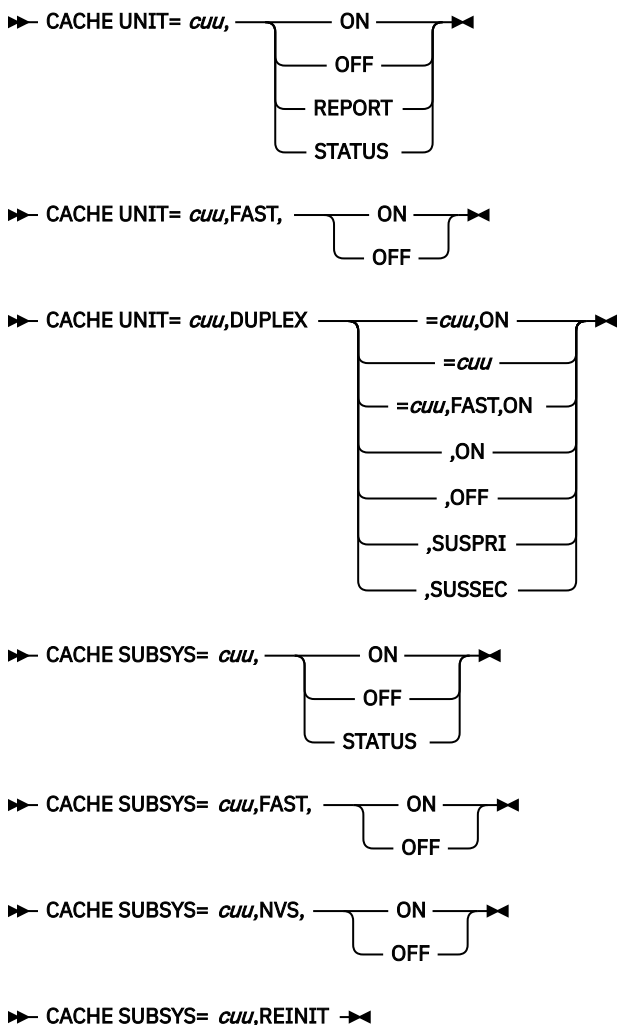 CACHE UNIT= cuu, ON
OFF
REPORT
STATUS
CACHE UNIT= cuu,FAST, ON
OFF
CACHE UNIT= cuu,DUPLEX =cuu,ON
=cuu
=cuu,FAST,ON
,ON
,OFF
,SUSPRI
,SUSSEC
CACHE SUBSYS= cuu, ON
OFF
STATUS
CACHE SUBSYS= cuu,FAST, ON
OFF
CACHE SUBSYS= cuu,NVS, ON
OFF
CACHE SUBSYS= cuu,REINIT